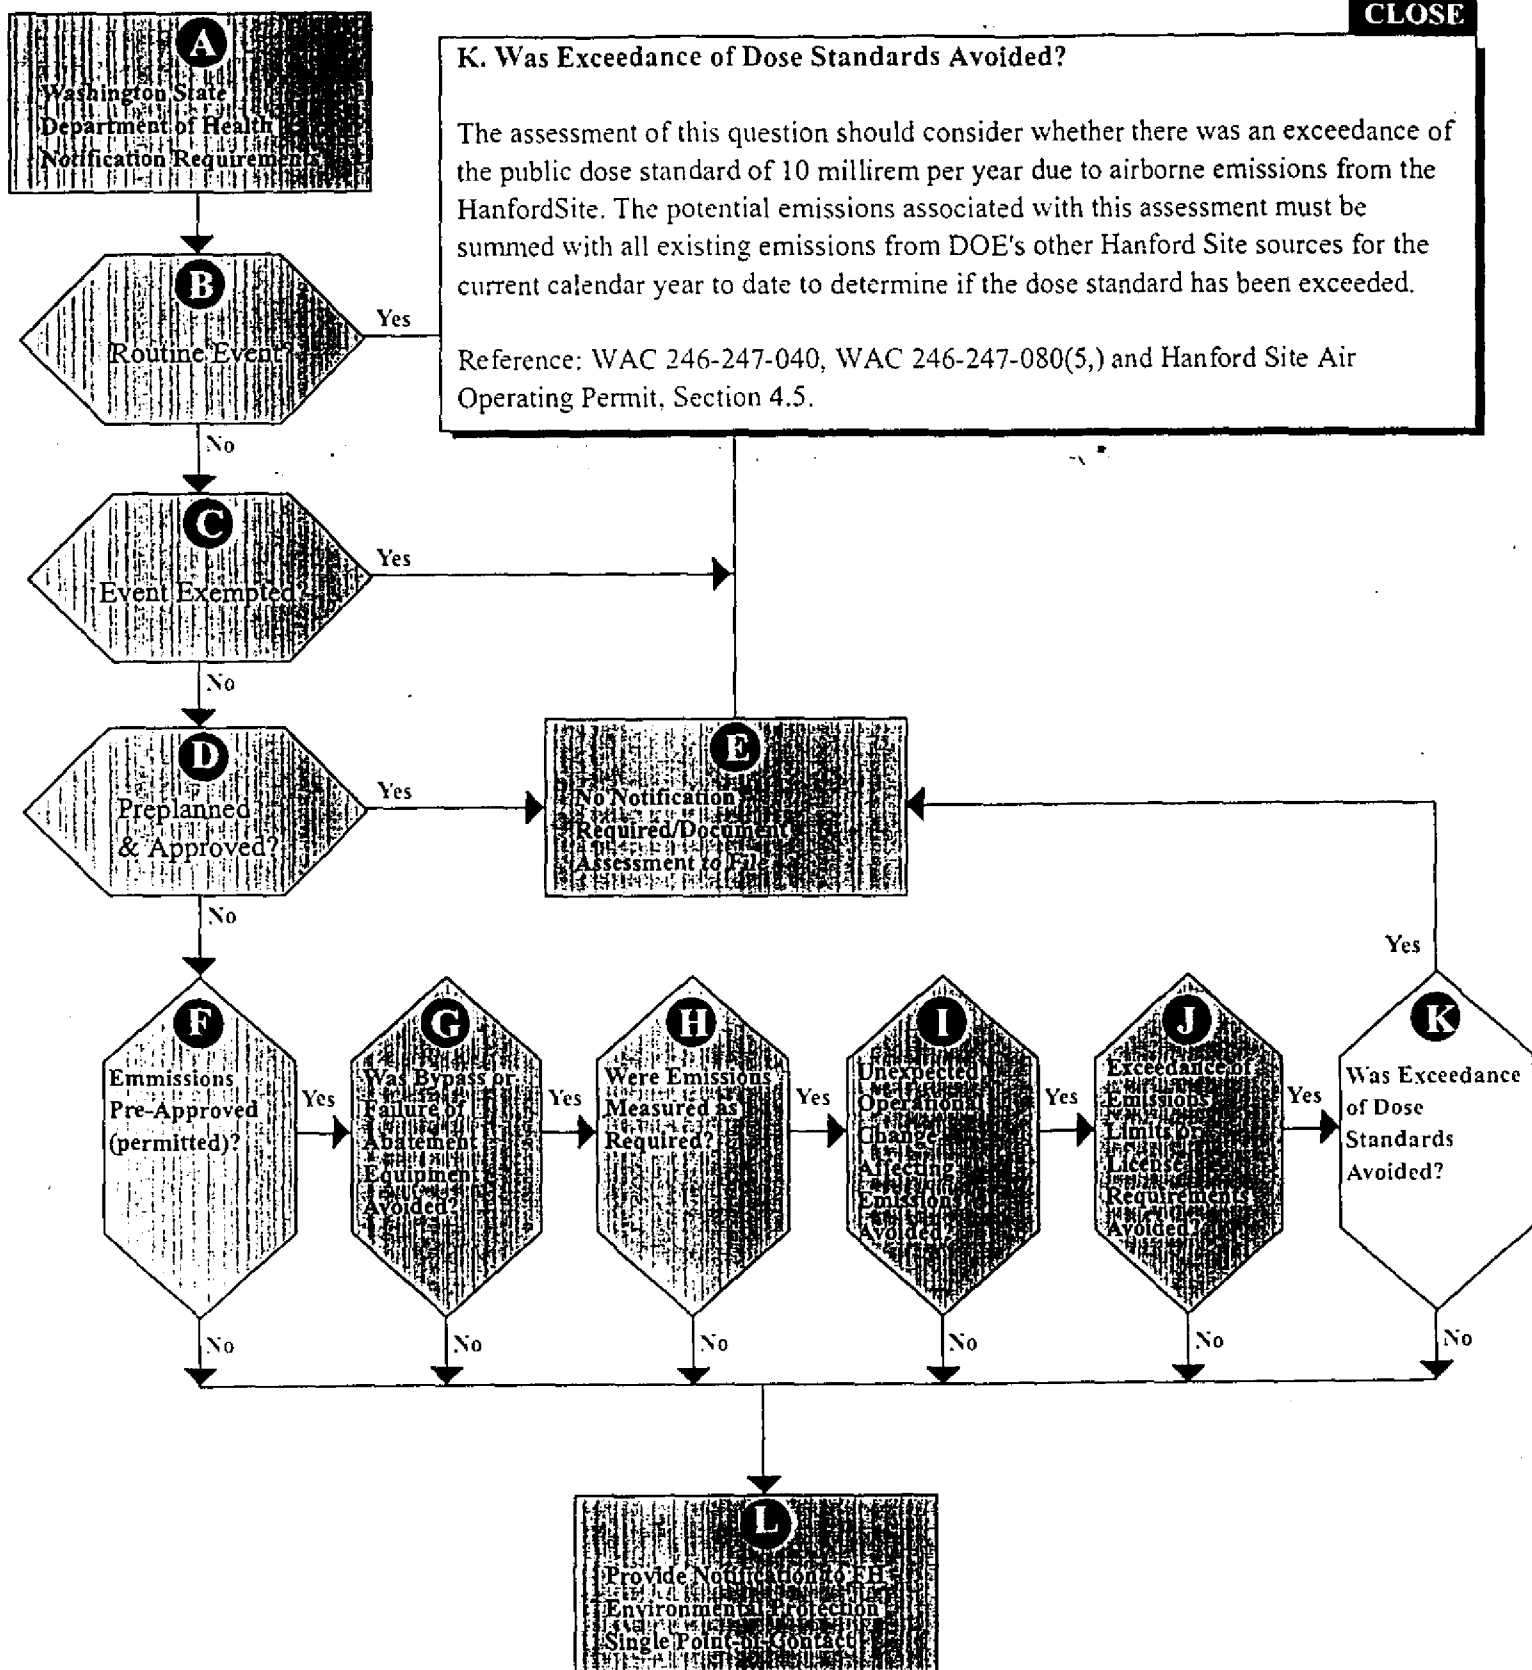 CLOSE
A
Washington State
Department of Health
Notification Requirements
K. Was Exceedance of Dose Standards Avoided?
The assessment of this question should consider whether there was an exceedance of
the public dose standard of 10 millirem per year due to airborne emissions from the
HanfordSite. The potential emissions associated with this assessment must be
summed with all existing emissions from DOE's other Hanford Site sources for the
current calendar year to date to determine if the dose standard has been exceeded.
Reference: WAC 246-247-040, WAC 246-247-080(5,) and Hanford Site Air
Operating Permit, Section 4.5.
B
Routine Event?
Yes
No
C
Event Exempted?
Yes
No
D
Preplanned
& Approved?
Yes
No
E
No Notification
Required/Document
Assessment to File
F
Emmissions
Pre-Approved
(permitted)?
Yes
No
G
Was Bypass or
Failure of
Abatement
Equipment
Avoided?
Yes
No
H
Were Emissions
Measured as
Required?
Yes
No
I
Unexpected
Operational
Change
Affecting
Emissions
Avoided?
Yes
No
J
Exceedance of
Emissions
Limits or
License
Requirements
Avoided?
Yes
No
K
Was Exceedance
of Dose
Standards
Avoided?
Yes
No
L
Provide Notification to FH
Environmental Protection
Single Point-of-Contact